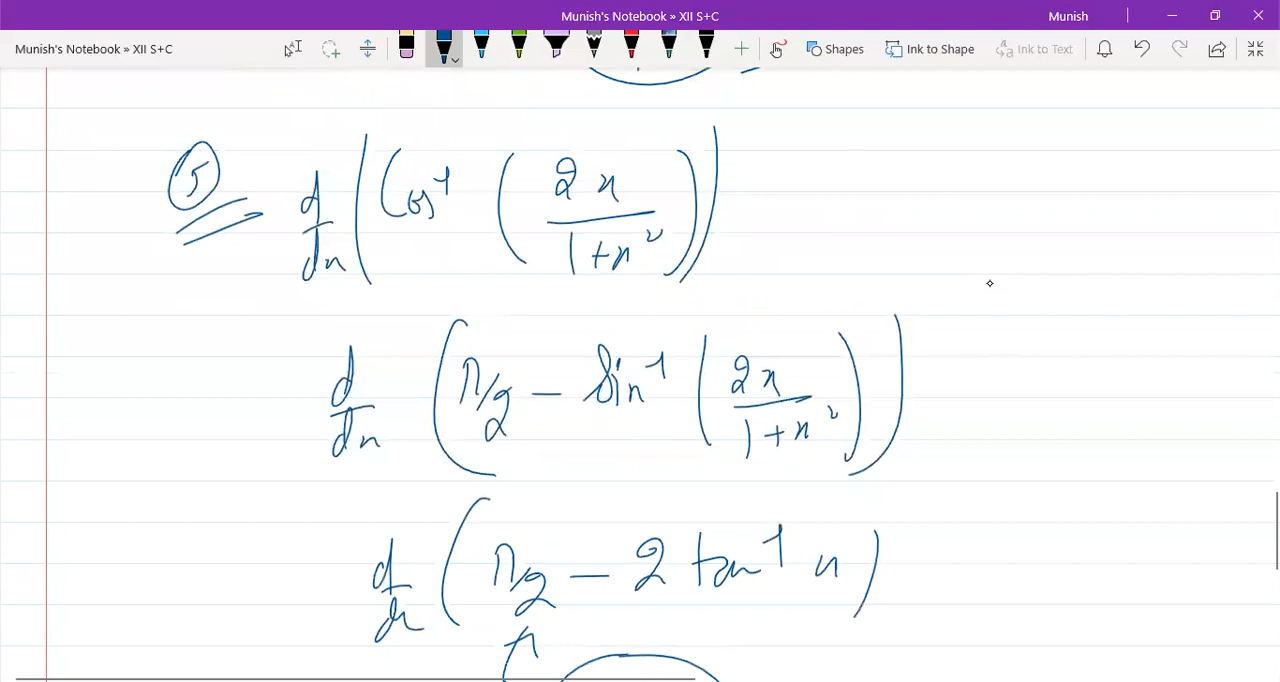 Munish's Notebook » XII S+C
Munish
Munish's Notebook » XII S+C
Shapes
Ink to Shape
Ink to Text
5 d/dx (Cos⁻¹ (2x/1+x²))
d/dx (π/2 − Sin⁻¹ (2x/1+x²))
d/dx (π/2 − 2 tan⁻¹ x)